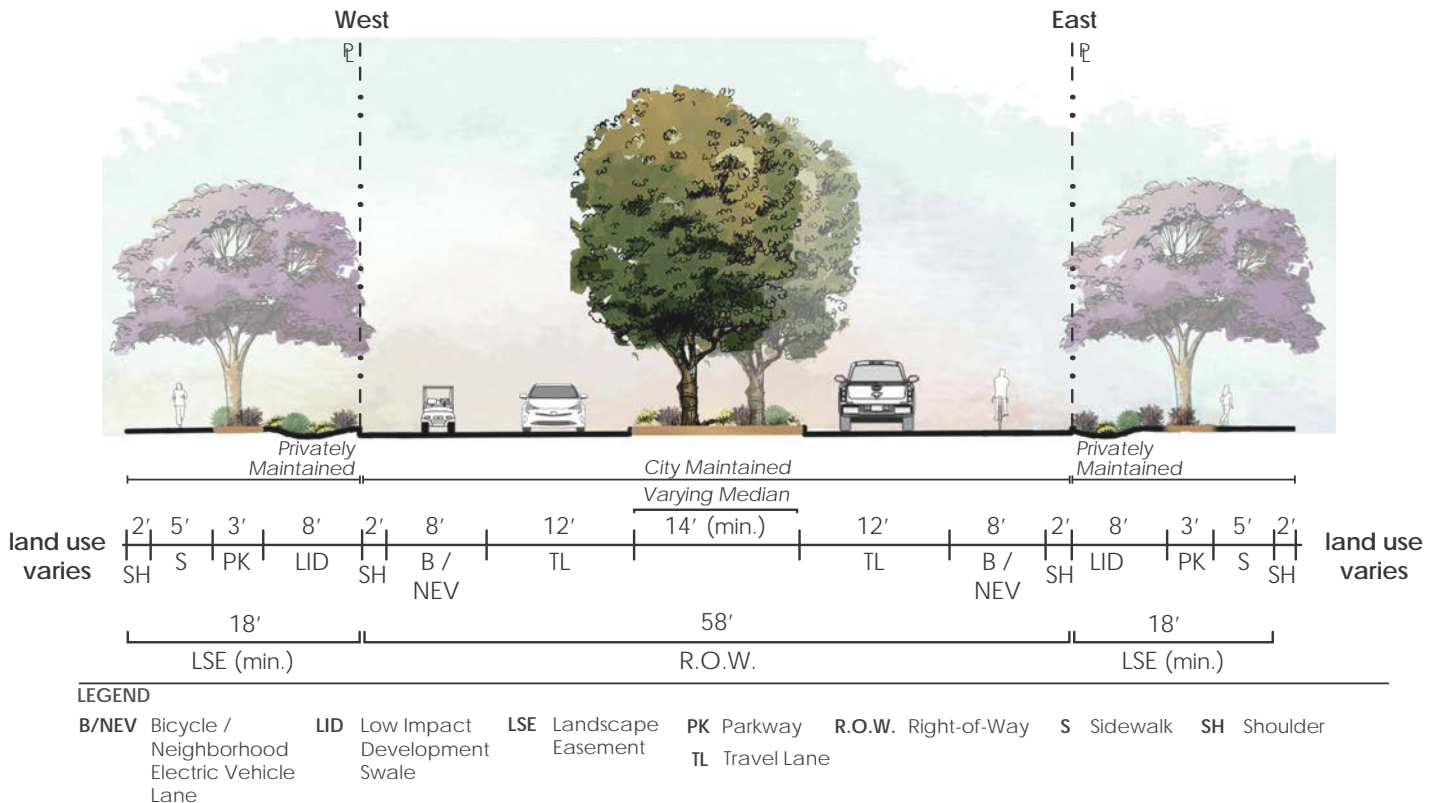 West
East
PL
PL
Privately
Maintained
City Maintained
Privately
Maintained
Varying Median
land use
varies
2' 5' 3' 8' 2' 8' 12' 14' (min.) 12' 8' 2' 8' 3' 5' 2'
SH S PK LID SH B /
NEV TL TL B /
NEV SH LID PK S SH
land use
varies
18' 58' 18'
LSE (min.) R.O.W. LSE (min.)
LEGEND
B/NEV Bicycle /
Neighborhood
Electric Vehicle
Lane
LID Low Impact
Development
Swale
LSE Landscape
Easement
PK Parkway
TL Travel Lane
R.O.W. Right-of-Way
S Sidewalk
SH Shoulder